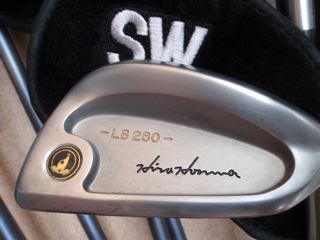 SW
-LB 280-
Hiro Honma